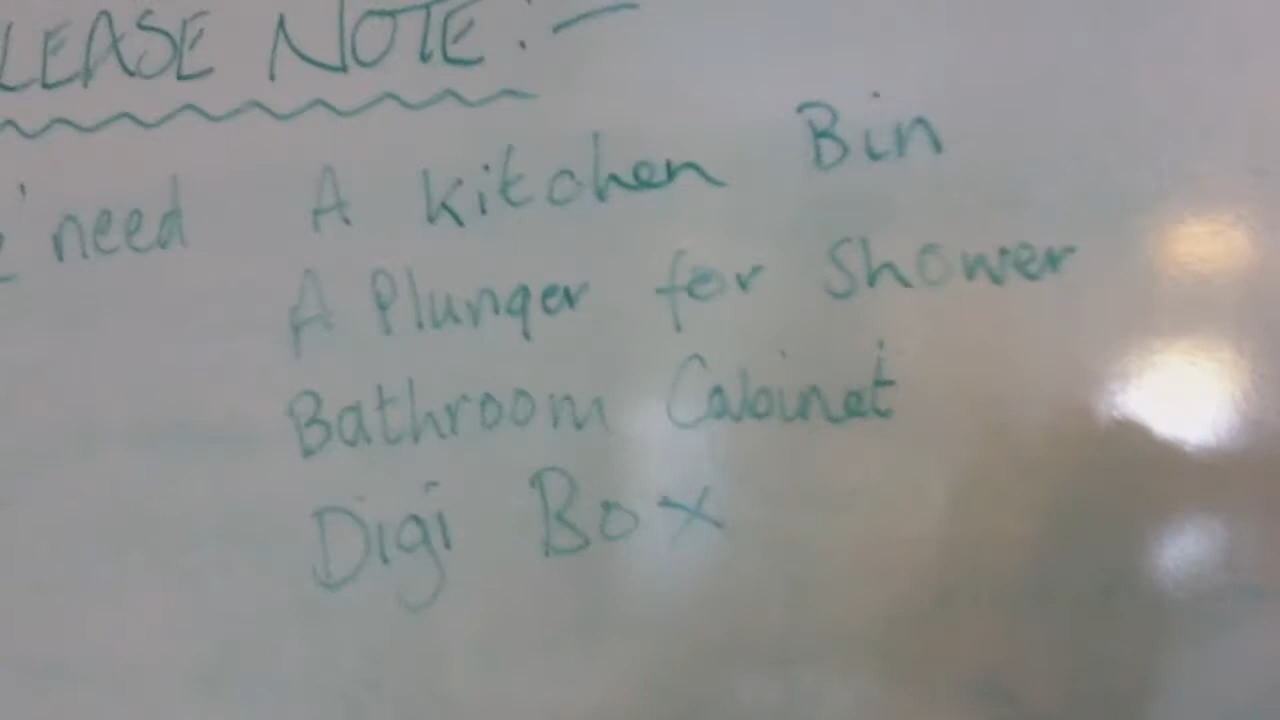 LEASE NOTE:-
need A Kitchen Bin
A Plunger for Shower
Bathroom Cabinet
Digi Box